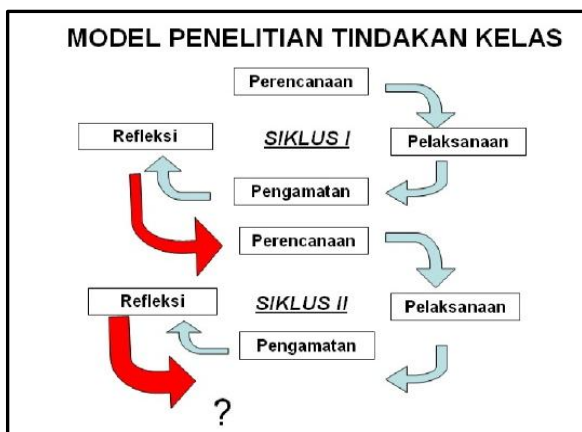 MODEL PENELITIAN TINDAKAN KELAS
Perencanaan
Refleksi
SIKLUS I
Pelaksanaan
Pengamatan
Perencanaan
Refleksi
SIKLUS II
Pelaksanaan
Pengamatan
?